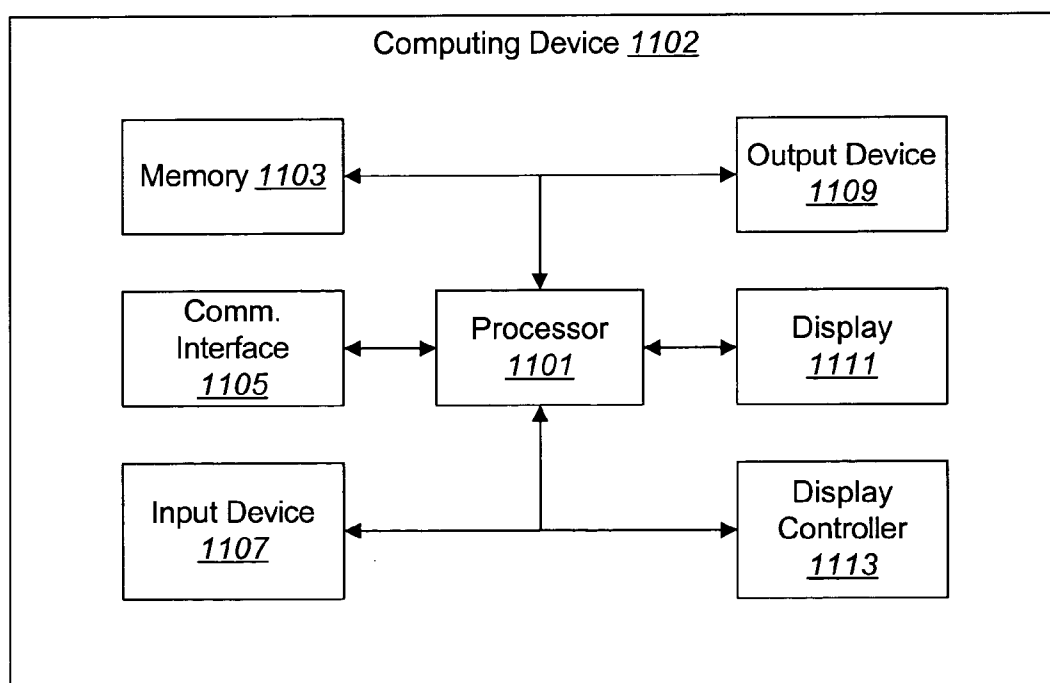 Computing Device 1102
Memory 1103
Output Device
1109
Comm.
Interface
1105
Processor
1101
Display
1111
Input Device
1107
Display
Controller
1113